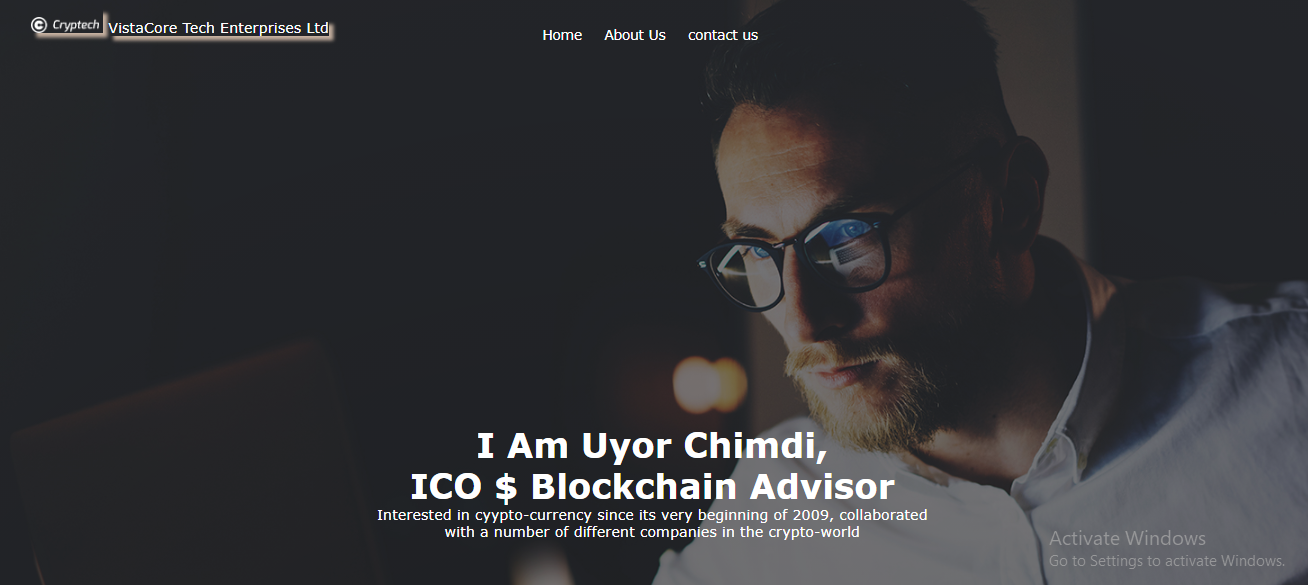 © Cryptech VistaCore Tech Enterprises Ltd
Home About Us contact us
I Am Uyor Chimdi,
ICO $ Blockchain Advisor
Interested in cyypto-currency since its very beginning of 2009, collaborated
with a number of different companies in the crypto-world
Activate Windows
Go to Settings to activate Windows.